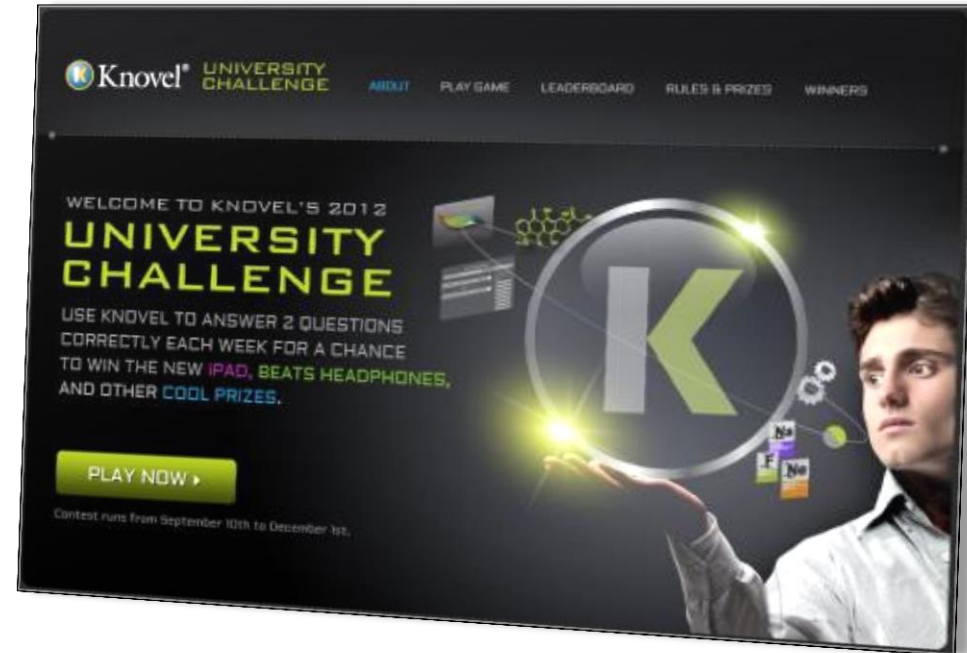 K Knovel® UNIVERSITY CHALLENGE ABOUT PLAY GAME LEADERBOARD RULES & PRIZES WINNERS
WELCOME TO KNOVEL'S 2012
UNIVERSITY
CHALLENGE
USE KNOVEL TO ANSWER 2 QUESTIONS
CORRECTLY EACH WEEK FOR A CHANCE
TO WIN THE NEW iPAD, BEATS HEADPHONES,
AND OTHER COOL PRIZES.
PLAY NOW
Contest runs from September 10th to December 1st.
K
Na
F
Ne